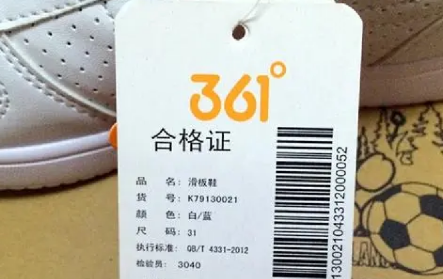 361°
合格证
品 名: 滑板鞋
货 号: K79130021
颜 色: 白/蓝
尺 码: 31
执行标准: QB/T 4331-2012
检验员: 3040